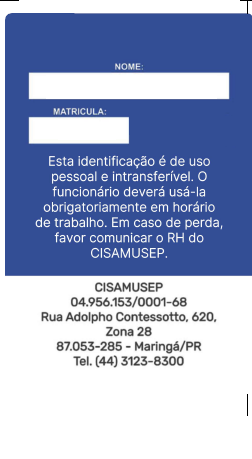 NOME:
MATRICULA:
Esta identificação é de uso
pessoal e intransferível. O
funcionário deverá usá-la
obrigatoriamente em horário
de trabalho. Em caso de perda,
favor comunicar o RH do
CISAMUSEP.
CISAMUSEP
04.956.153/0001-68
Rua Adolpho Contessotto, 620,
Zona 28
87.053-285 - Maringá/PR
Tel. (44) 3123-8300